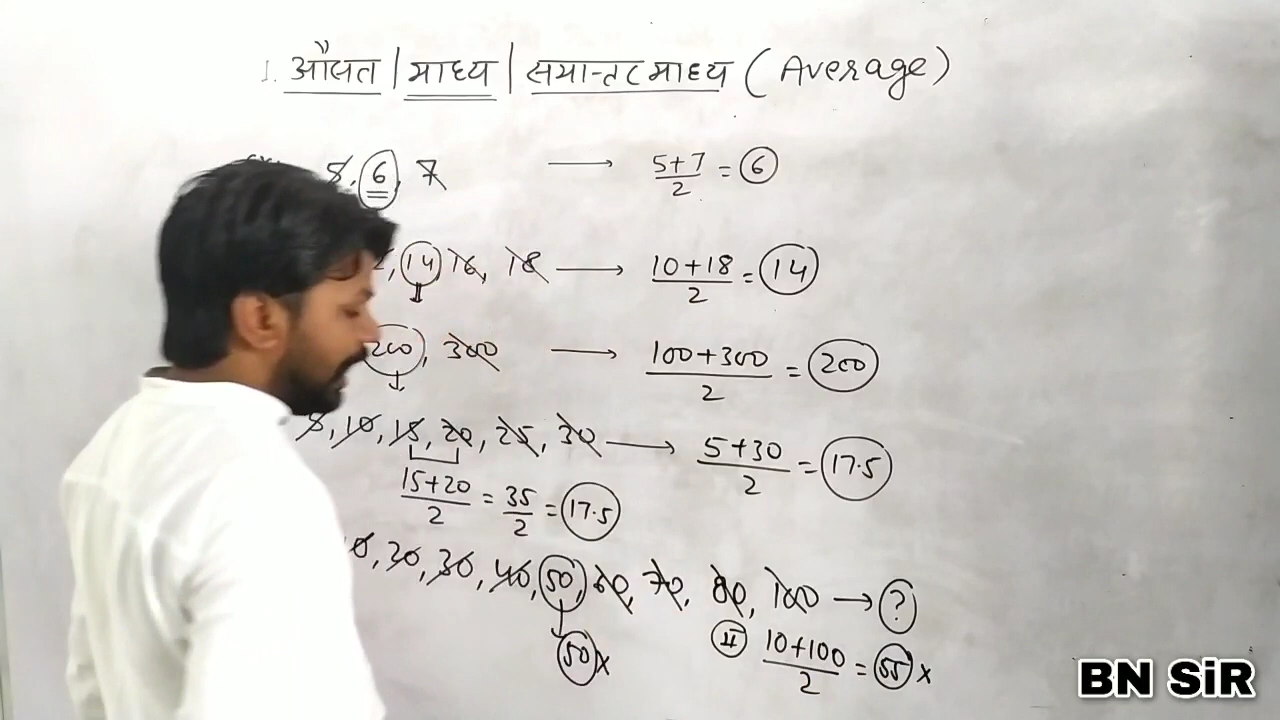 1. औसत | माध्य | समान्तर माध्य ( Average )
5, 6, 7 → 5+7/2 = 6
14, 16, 18 → 10+18/2 = 14
200, 300 → 100+300/2 = 200
5, 10, 15, 20, 25, 30 → 5+30/2 = 17.5
15+20/2 = 35/2 = 17.5
10, 20, 30, 40, 50, 60, 70, 80, 100 → ?
50 x
II 10+100/2 = 55 x
BN SiR